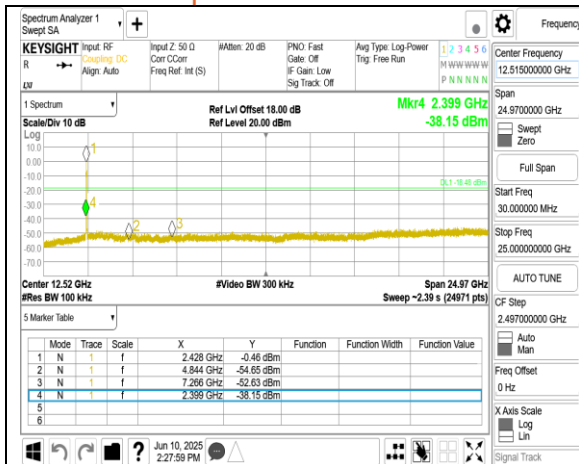 Spectrum Analyzer 1
Swept SA
Frequency
KEYSIGHT
R
LXI
Input: RF
Coupling: DC
Align: Auto
Input Z: 50 Ω
Corr CCorr
Freq Ref: Int (S)
#Atten: 20 dB
PNO: Fast
Gate: Off
IF Gain: Low
Sig Track: Off
Avg Type: Log-Power
Trig: Free Run
1 2 3 4 5 6
M W W W W W
P N N N N N
1 Spectrum
Scale/Div 10 dB
Ref Lvl Offset 18.00 dB
Ref Level 20.00 dBm
Mkr4 2.399 GHz
-38.15 dBm
Log
10.0
0.00
-10.0
-20.0
-30.0
-40.0
-50.0
-60.0
-70.0
1
4
2
3
Center 12.52 GHz
#Res BW 100 kHz
#Video BW 300 kHz
Span 24.97 GHz
Sweep ~2.39 s (24971 pts)
5 Marker Table
Mode Trace Scale X Y Function Function Width Function Value
1 N 1 f 2.428 GHz -0.46 dBm
2 N 1 f 4.844 GHz -54.65 dBm
3 N 1 f 7.266 GHz -52.63 dBm
4 N 1 f 2.399 GHz -38.15 dBm
5
6
Jun 10, 2025
2:27:59 PM
Center Frequency
12.515000000 GHz
Span
24.9700000 GHz
Swept
Zero
Full Span
Start Freq
30.000000 MHz
Stop Freq
25.000000000 GHz
AUTO TUNE
CF Step
2.497000000 GHz
Auto
Man
Freq Offset
0 Hz
X Axis Scale
Log
Lin
Signal Track